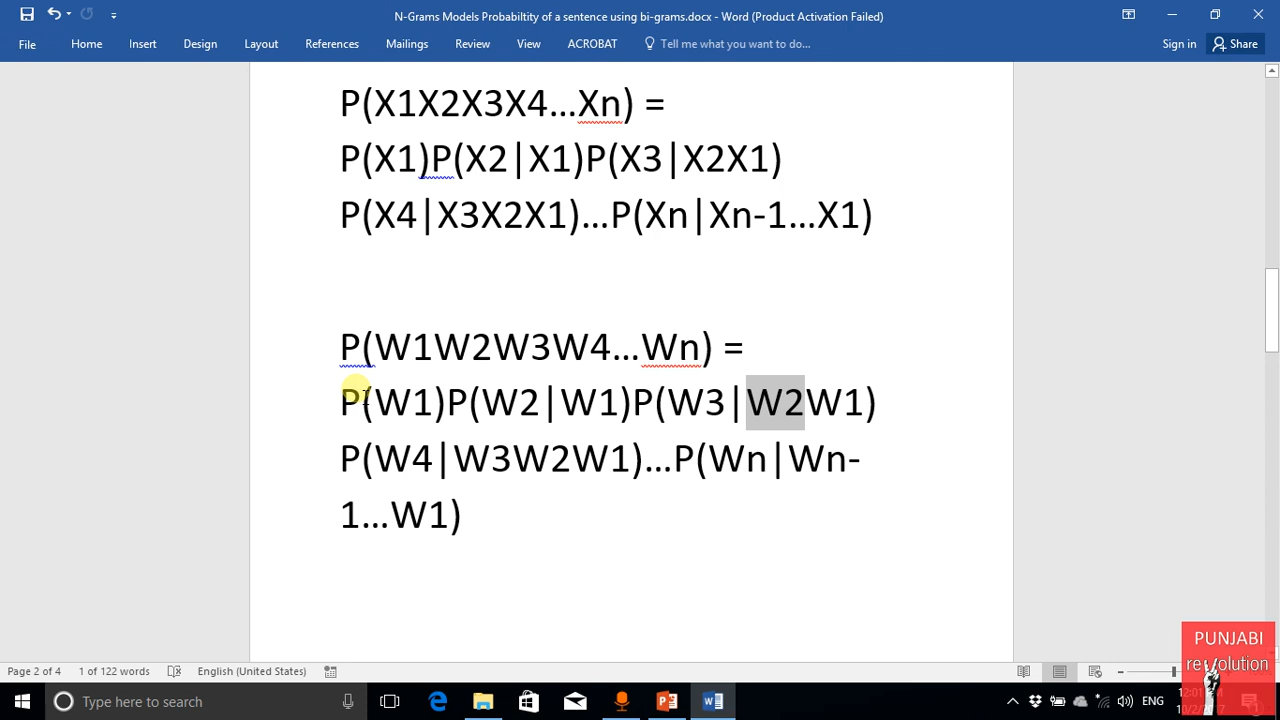 N-Grams Models Probabiltity of a sentence using bi-grams.docx - Word (Product Activation Failed)
File Home Insert Design Layout References Mailings Review View ACROBAT Tell me what you want to do... Sign in Share
P(X1X2X3X4…Xn) =
P(X1)P(X2|X1)P(X3|X2X1)
P(X4|X3X2X1)…P(Xn|Xn-1…X1)
P(W1W2W3W4…Wn) =
P(W1)P(W2|W1)P(W3|W2W1)
P(W4|W3W2W1)…P(Wn|Wn-
1…W1)
PUNJABI
revolution
Page 2 of 4 1 of 122 words English (United States)
Type here to search ENG
10/2/2017